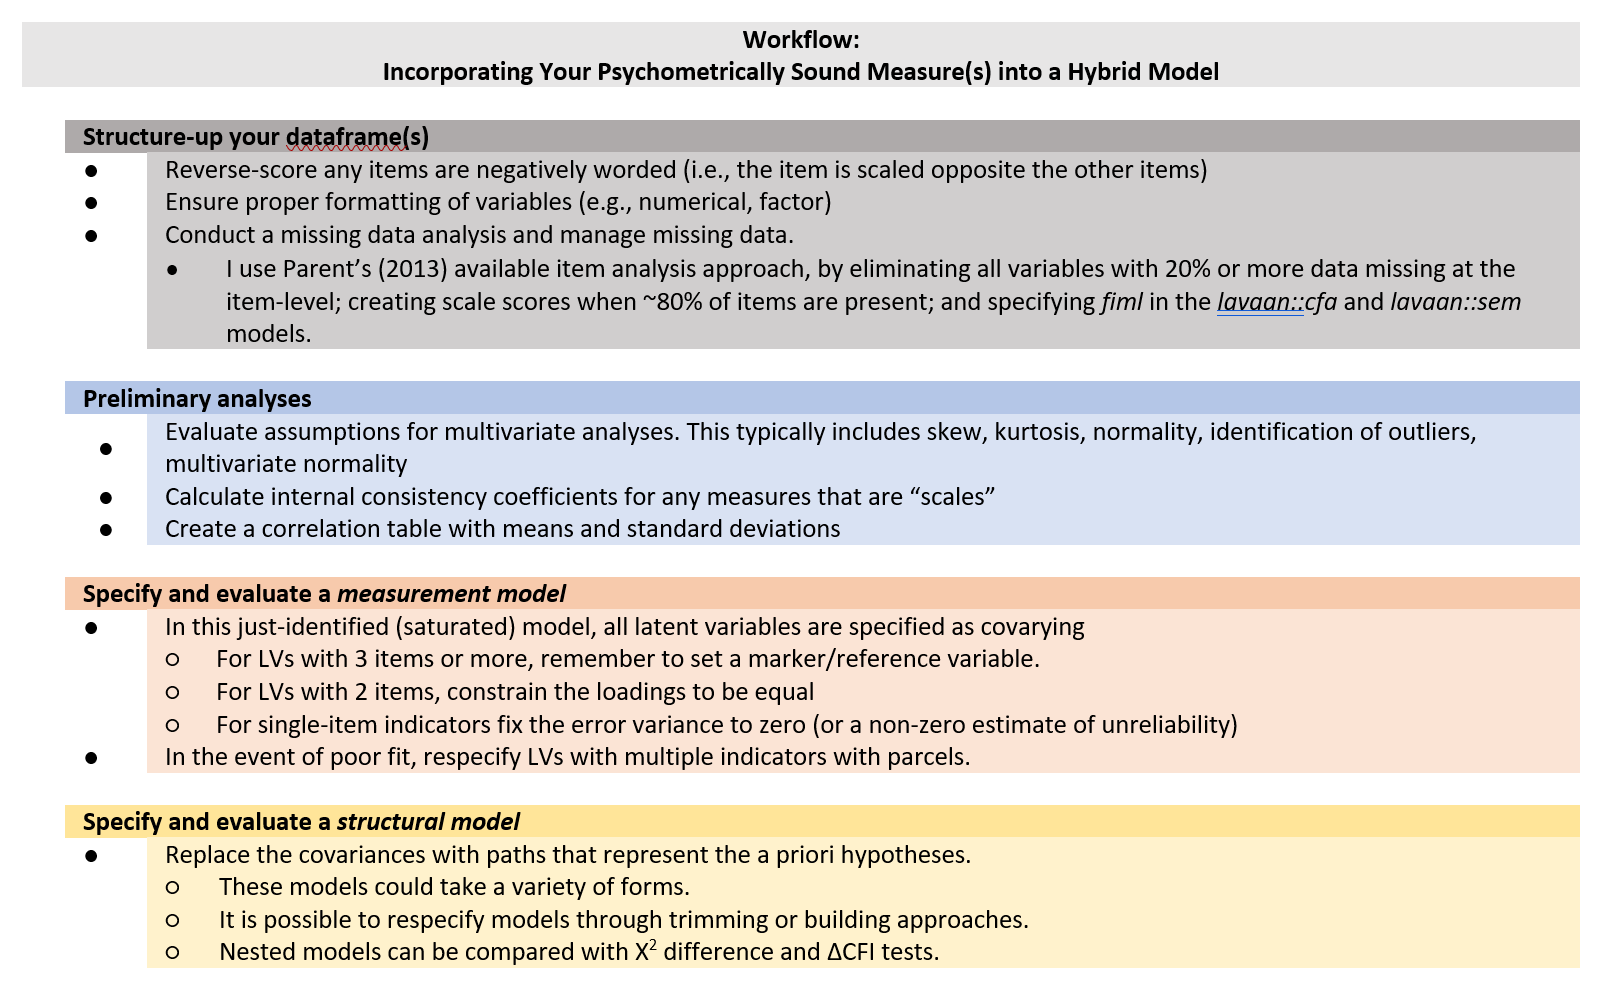 Workflow:
Incorporating Your Psychometrically Sound Measure(s) into a Hybrid Model
Structure-up your dataframe(s)
● Reverse-score any items are negatively worded (i.e., the item is scaled opposite the other items)
● Ensure proper formatting of variables (e.g., numerical, factor)
● Conduct a missing data analysis and manage missing data.
● I use Parent’s (2013) available item analysis approach, by eliminating all variables with 20% or more data missing at the
item-level; creating scale scores when ~80% of items are present; and specifying fiml in the lavaan::cfa and lavaan::sem
models.
Preliminary analyses
● Evaluate assumptions for multivariate analyses. This typically includes skew, kurtosis, normality, identification of outliers,
multivariate normality
● Calculate internal consistency coefficients for any measures that are “scales”
● Create a correlation table with means and standard deviations
Specify and evaluate a measurement model
● In this just-identified (saturated) model, all latent variables are specified as covarying
○ For LVs with 3 items or more, remember to set a marker/reference variable.
○ For LVs with 2 items, constrain the loadings to be equal
○ For single-item indicators fix the error variance to zero (or a non-zero estimate of unreliability)
● In the event of poor fit, respecify LVs with multiple indicators with parcels.
Specify and evaluate a structural model
● Replace the covariances with paths that represent the a priori hypotheses.
○ These models could take a variety of forms.
○ It is possible to respecify models through trimming or building approaches.
○ Nested models can be compared with X² difference and ΔCFI tests.